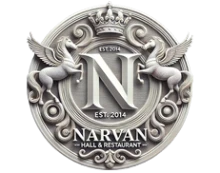 EST. 2014
N
EST. 2014
NARVAN
HALL & RESTAURANT